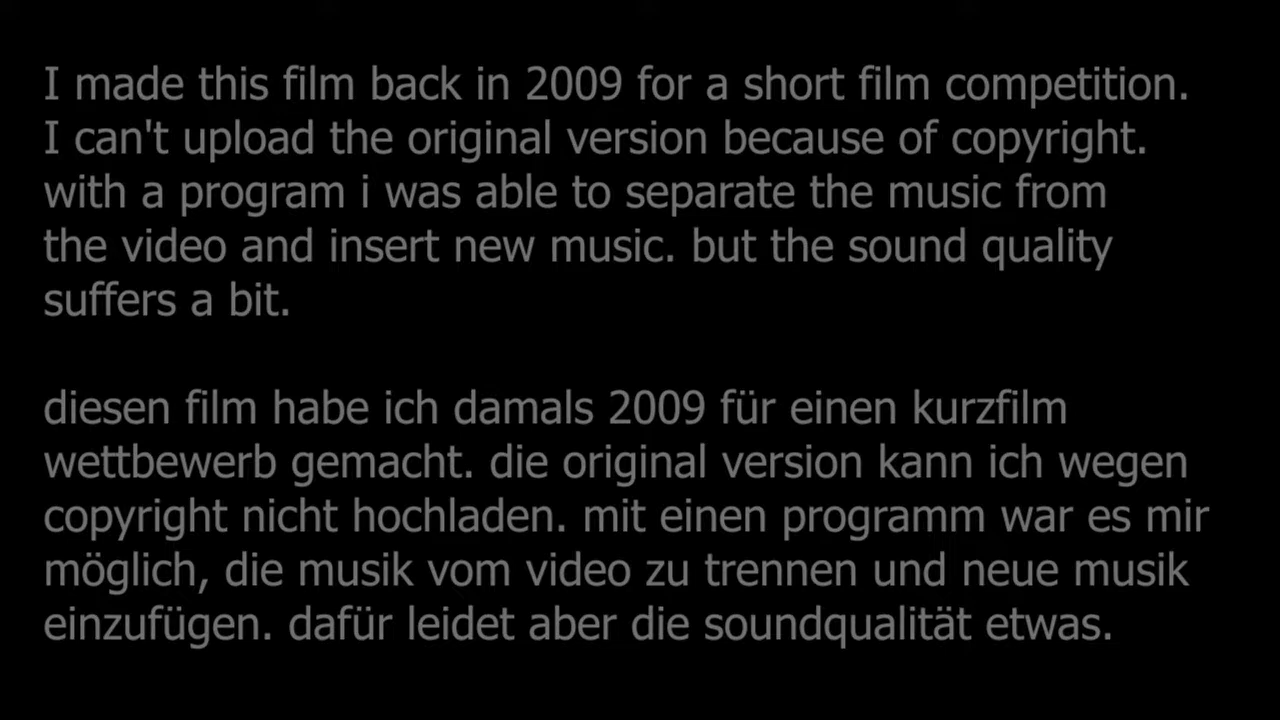 I made this film back in 2009 for a short film competition.
I can't upload the original version because of copyright.
with a program i was able to separate the music from
the video and insert new music. but the sound quality
suffers a bit.
diesen film habe ich damals 2009 für einen kurzfilm
wettbewerb gemacht. die original version kann ich wegen
copyright nicht hochladen. mit einen programm war es mir
möglich, die musik vom video zu trennen und neue musik
einzufügen. dafür leidet aber die soundqualität etwas.